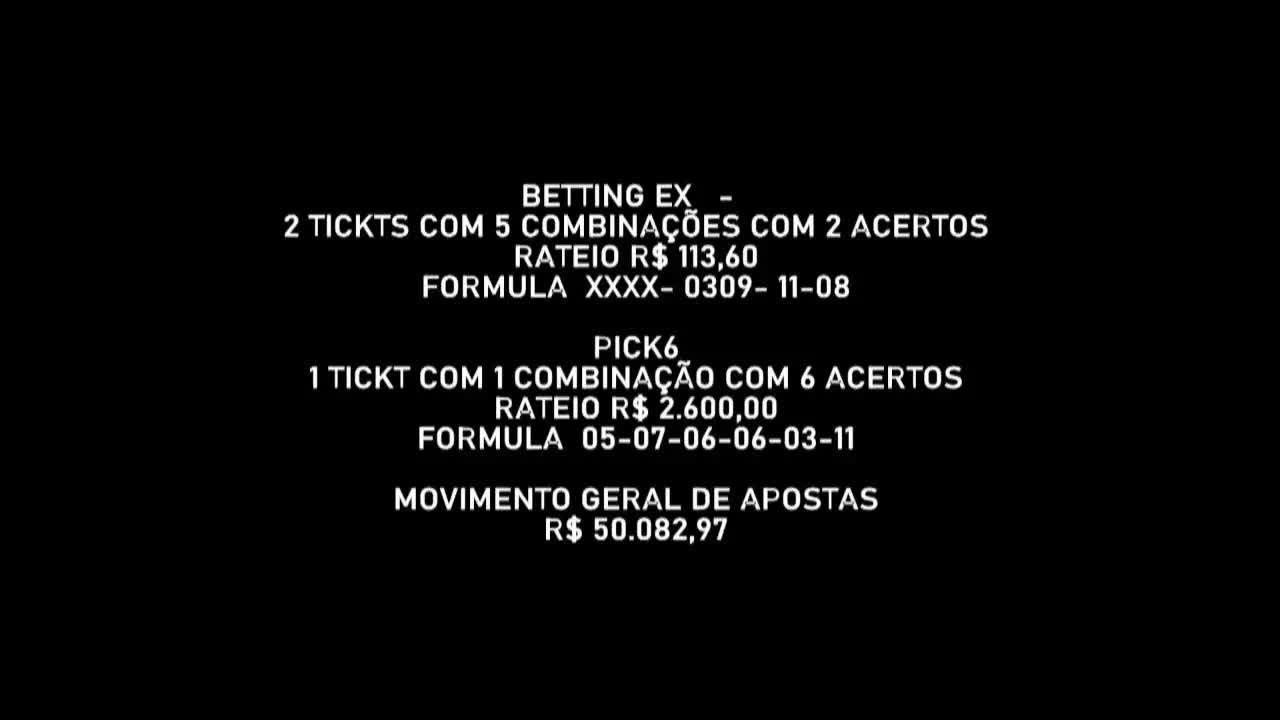 BETTING EX -
2 TICKTS COM 5 COMBINAÇÕES COM 2 ACERTOS
RATEIO R$ 113,60
FORMULA XXXX- 0309- 11-08
PICK6
1 TICKT COM 1 COMBINAÇÃO COM 6 ACERTOS
RATEIO R$ 2.600,00
FORMULA 05-07-06-06-03-11
MOVIMENTO GERAL DE APOSTAS
R$ 50.082,97